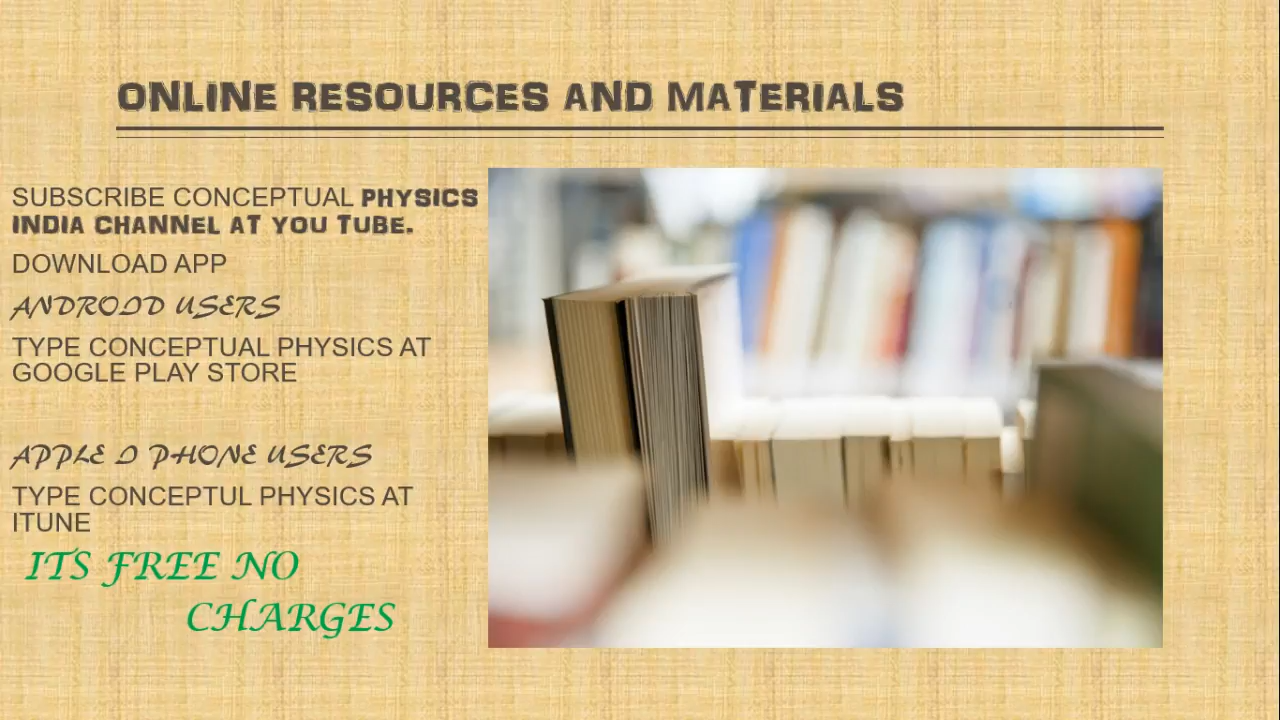 ONLINE RESOURCES AND MATERIALS
SUBSCRIBE CONCEPTUAL PHYSICS
INDIA CHANNEL AT YOU TUBE.
DOWNLOAD APP
ANDROID USERS
TYPE CONCEPTUAL PHYSICS AT
GOOGLE PLAY STORE
APPLE I PHONE USERS
TYPE CONCEPTUL PHYSICS AT
ITUNE
ITS FREE NO
CHARGES